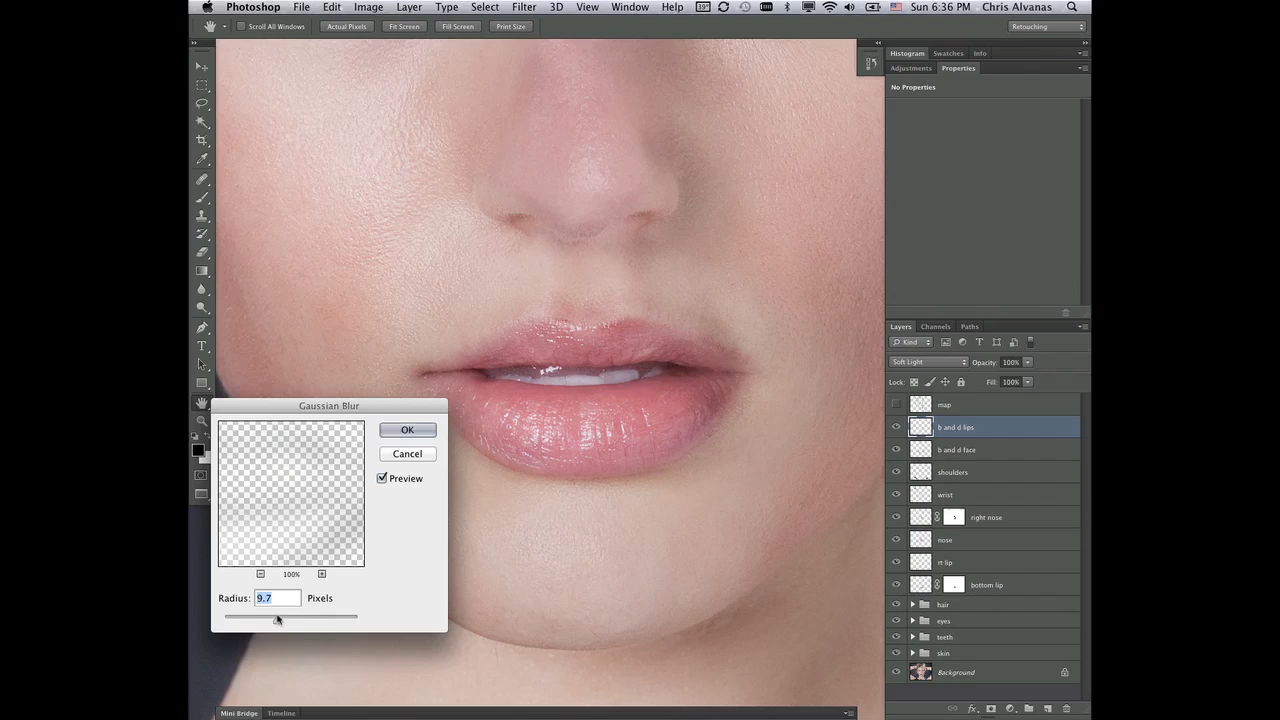 Photoshop File Edit Image Layer Type Select Filter 3D View Window Help 39° Sun 6:36 PM Chris Alvanas
Scroll All Windows Actual Pixels Fit Screen Fill Screen Print Size Retouching
Histogram Swatches Info
Adjustments Properties
No Properties
Layers Channels Paths
Kind
Soft Light Opacity: 100%
Lock: Fill: 100%
map
b and d lips
b and d face
shoulders
wrist
right nose
nose
rt lip
bottom lip
hair
eyes
teeth
skin
Background
Gaussian Blur
OK
Cancel
Preview
100%
Radius: 9.7 Pixels
Mini Bridge Timeline